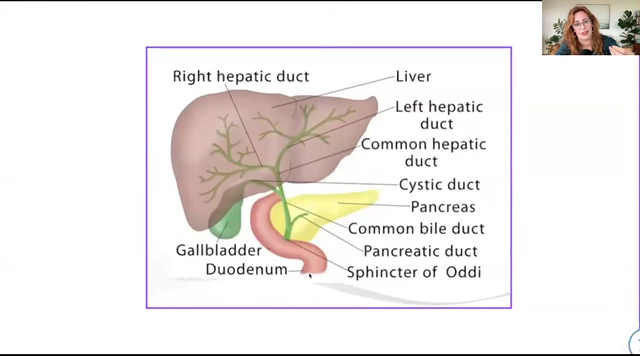 Right hepatic duct
Liver
Left hepatic
duct
Common hepatic
duct
Cystic duct
Pancreas
Common bile duct
Gallbladder
Pancreatic duct
Duodenum
Sphincter of Oddi